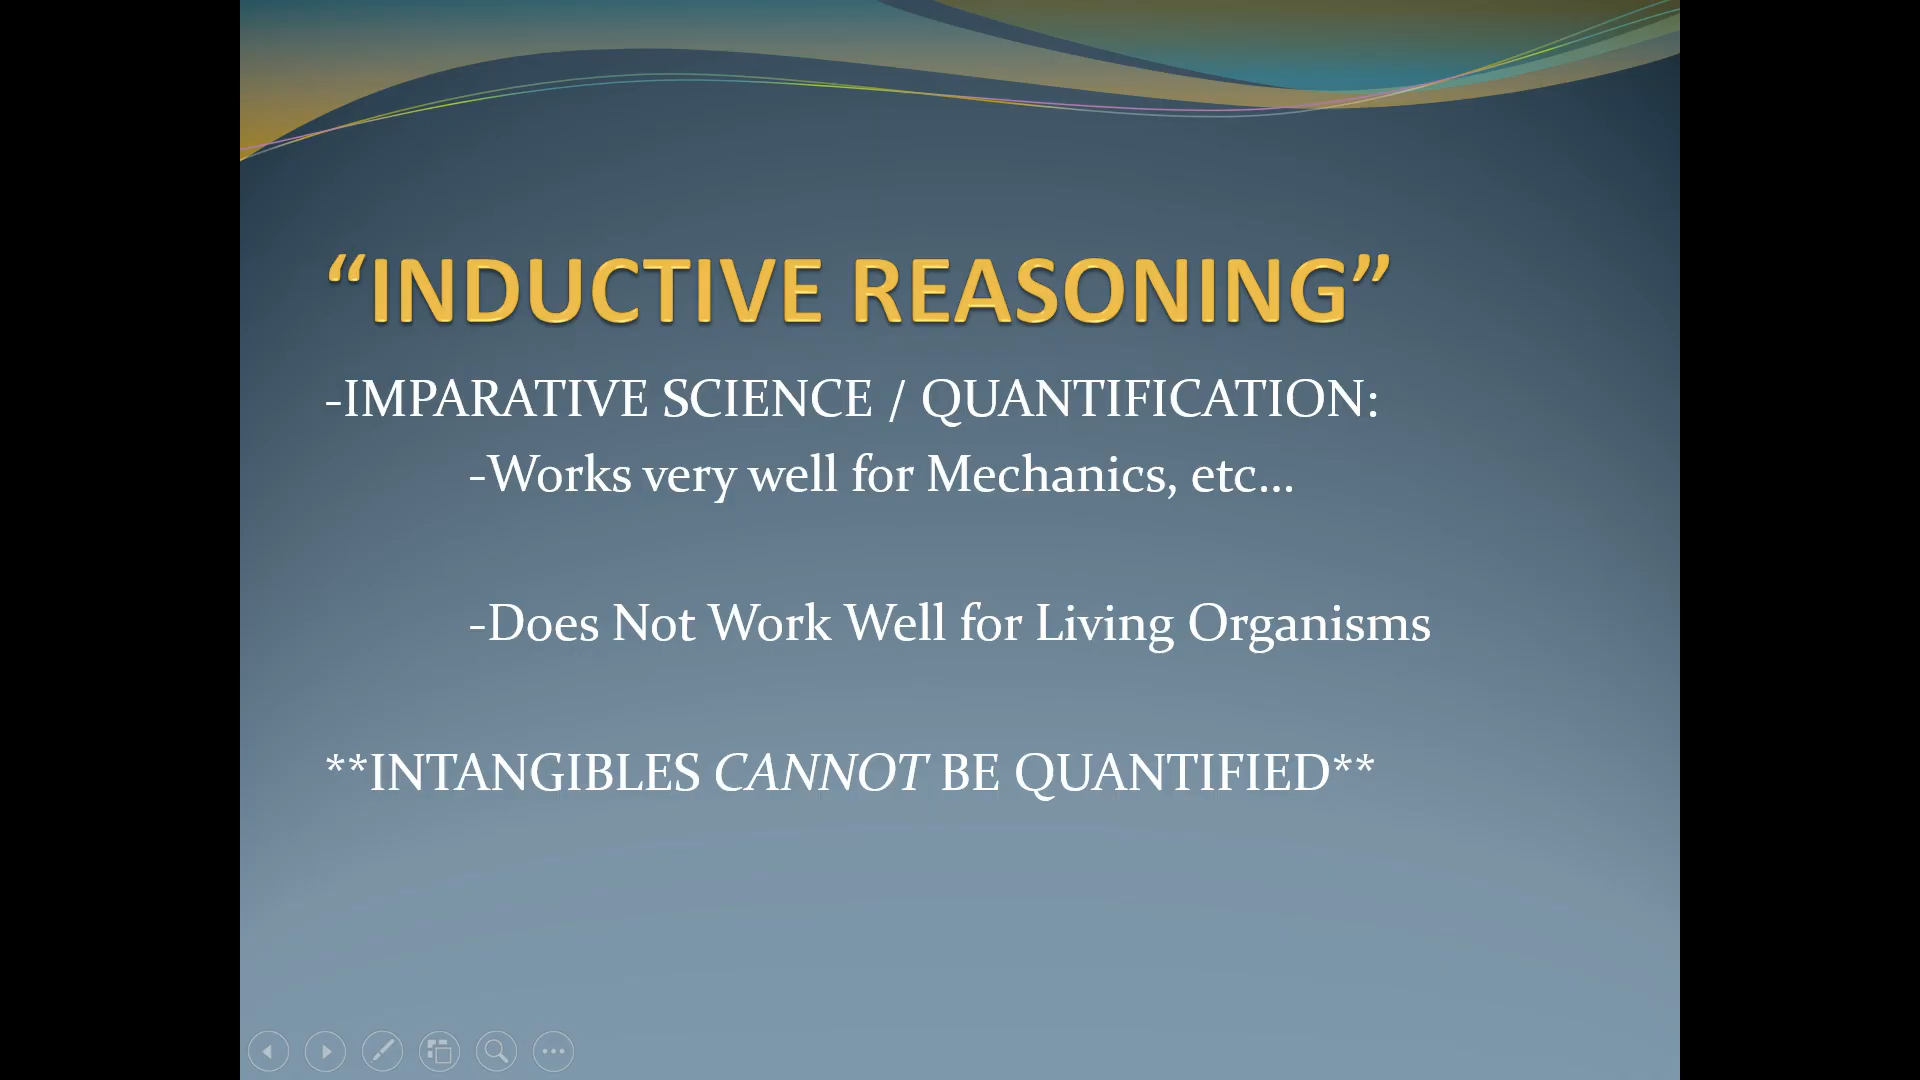 “INDUCTIVE REASONING”
-IMPARATIVE SCIENCE / QUANTIFICATION:
-Works very well for Mechanics, etc…
-Does Not Work Well for Living Organisms
**INTANGIBLES CANNOT BE QUANTIFIED**